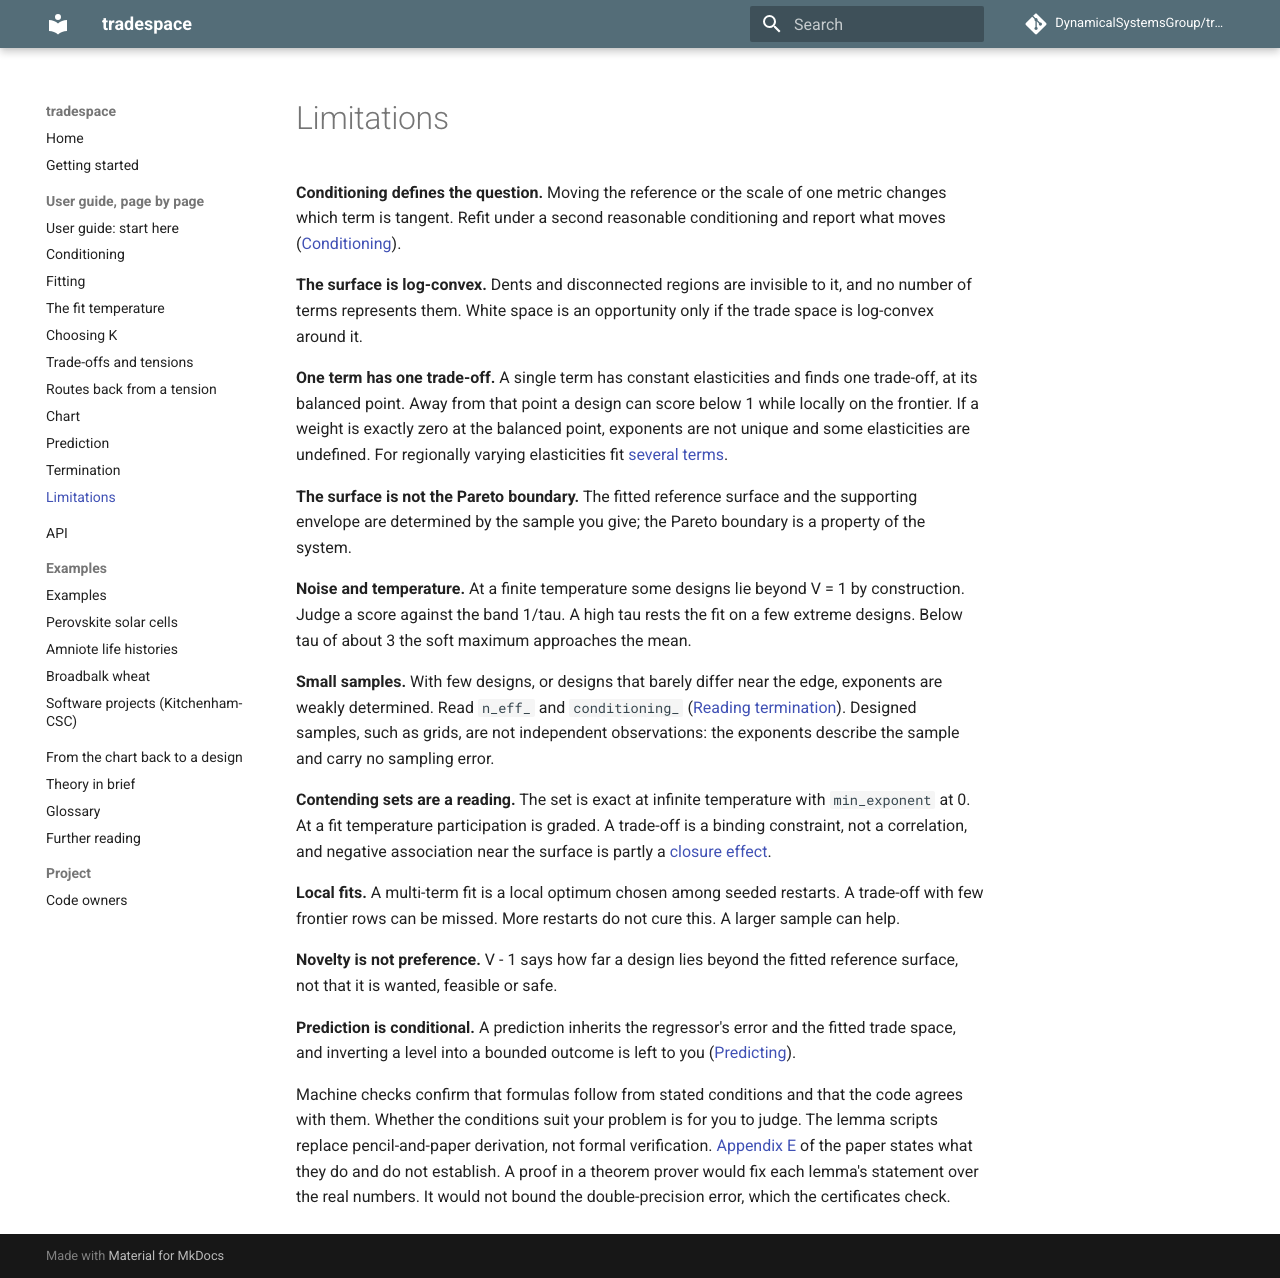 tradespace
Search
DynamicalSystemsGroup/tr...
tradespace
Home
Getting started
User guide, page by page
User guide: start here
Conditioning
Fitting
The fit temperature
Choosing K
Trade-offs and tensions
Routes back from a tension
Chart
Prediction
Termination
Limitations
API
Examples
Examples
Perovskite solar cells
Amniote life histories
Broadbalk wheat
Software projects (Kitchenham-
CSC)
From the chart back to a design
Theory in brief
Glossary
Further reading
Project
Code owners
Limitations
Conditioning defines the question. Moving the reference or the scale of one metric changes
which term is tangent. Refit under a second reasonable conditioning and report what moves
(Conditioning).
The surface is log-convex. Dents and disconnected regions are invisible to it, and no number of
terms represents them. White space is an opportunity only if the trade space is log-convex
around it.
One term has one trade-off. A single term has constant elasticities and finds one trade-off, at its
balanced point. Away from that point a design can score below 1 while locally on the frontier. If a
weight is exactly zero at the balanced point, exponents are not unique and some elasticities are
undefined. For regionally varying elasticities fit several terms.
The surface is not the Pareto boundary. The fitted reference surface and the supporting
envelope are determined by the sample you give; the Pareto boundary is a property of the
system.
Noise and temperature. At a finite temperature some designs lie beyond V = 1 by construction.
Judge a score against the band 1/tau. A high tau rests the fit on a few extreme designs. Below
tau of about 3 the soft maximum approaches the mean.
Small samples. With few designs, or designs that barely differ near the edge, exponents are
weakly determined. Read n_eff_ and conditioning_ (Reading termination). Designed
samples, such as grids, are not independent observations: the exponents describe the sample
and carry no sampling error.
Contending sets are a reading. The set is exact at infinite temperature with min_exponent at 0.
At a fit temperature participation is graded. A trade-off is a binding constraint, not a correlation,
and negative association near the surface is partly a closure effect.
Local fits. A multi-term fit is a local optimum chosen among seeded restarts. A trade-off with few
frontier rows can be missed. More restarts do not cure this. A larger sample can help.
Novelty is not preference. V - 1 says how far a design lies beyond the fitted reference surface,
not that it is wanted, feasible or safe.
Prediction is conditional. A prediction inherits the regressor's error and the fitted trade space,
and inverting a level into a bounded outcome is left to you (Predicting).
Machine checks confirm that formulas follow from stated conditions and that the code agrees
with them. Whether the conditions suit your problem is for you to judge. The lemma scripts
replace pencil-and-paper derivation, not formal verification. Appendix E of the paper states what
they do and do not establish. A proof in a theorem prover would fix each lemma's statement over
the real numbers. It would not bound the double-precision error, which the certificates check.
Made with Material for MkDocs